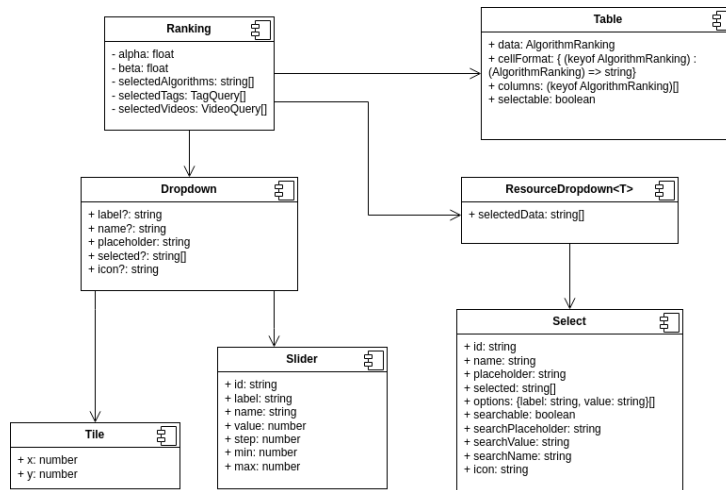 Ranking
- alpha: float
- beta: float
- selectedAlgorithms: string[]
- selectedTags: TagQuery[]
- selectedVideos: VideoQuery[]
Table
+ data: AlgorithmRanking
+ cellFormat: { (keyof AlgorithmRanking) :
(AlgorithmRanking) => string}
+ columns: (keyof AlgorithmRanking)[]
+ selectable: boolean
Dropdown
+ label?: string
+ name?: string
+ placeholder: string
+ selected?: string[]
+ icon?: string
ResourceDropdown<T>
+ selectedData: string[]
Select
+ id: string
+ name: string
+ placeholder: string
+ selected: string[]
+ options: {label: string, value: string}[]
+ searchable: boolean
+ searchPlaceholder: string
+ searchValue: string
+ searchName: string
+ icon: string
Slider
+ id: string
+ label: string
+ name: string
+ value: number
+ step: number
+ min: number
+ max: number
Tile
+ x: number
+ y: number